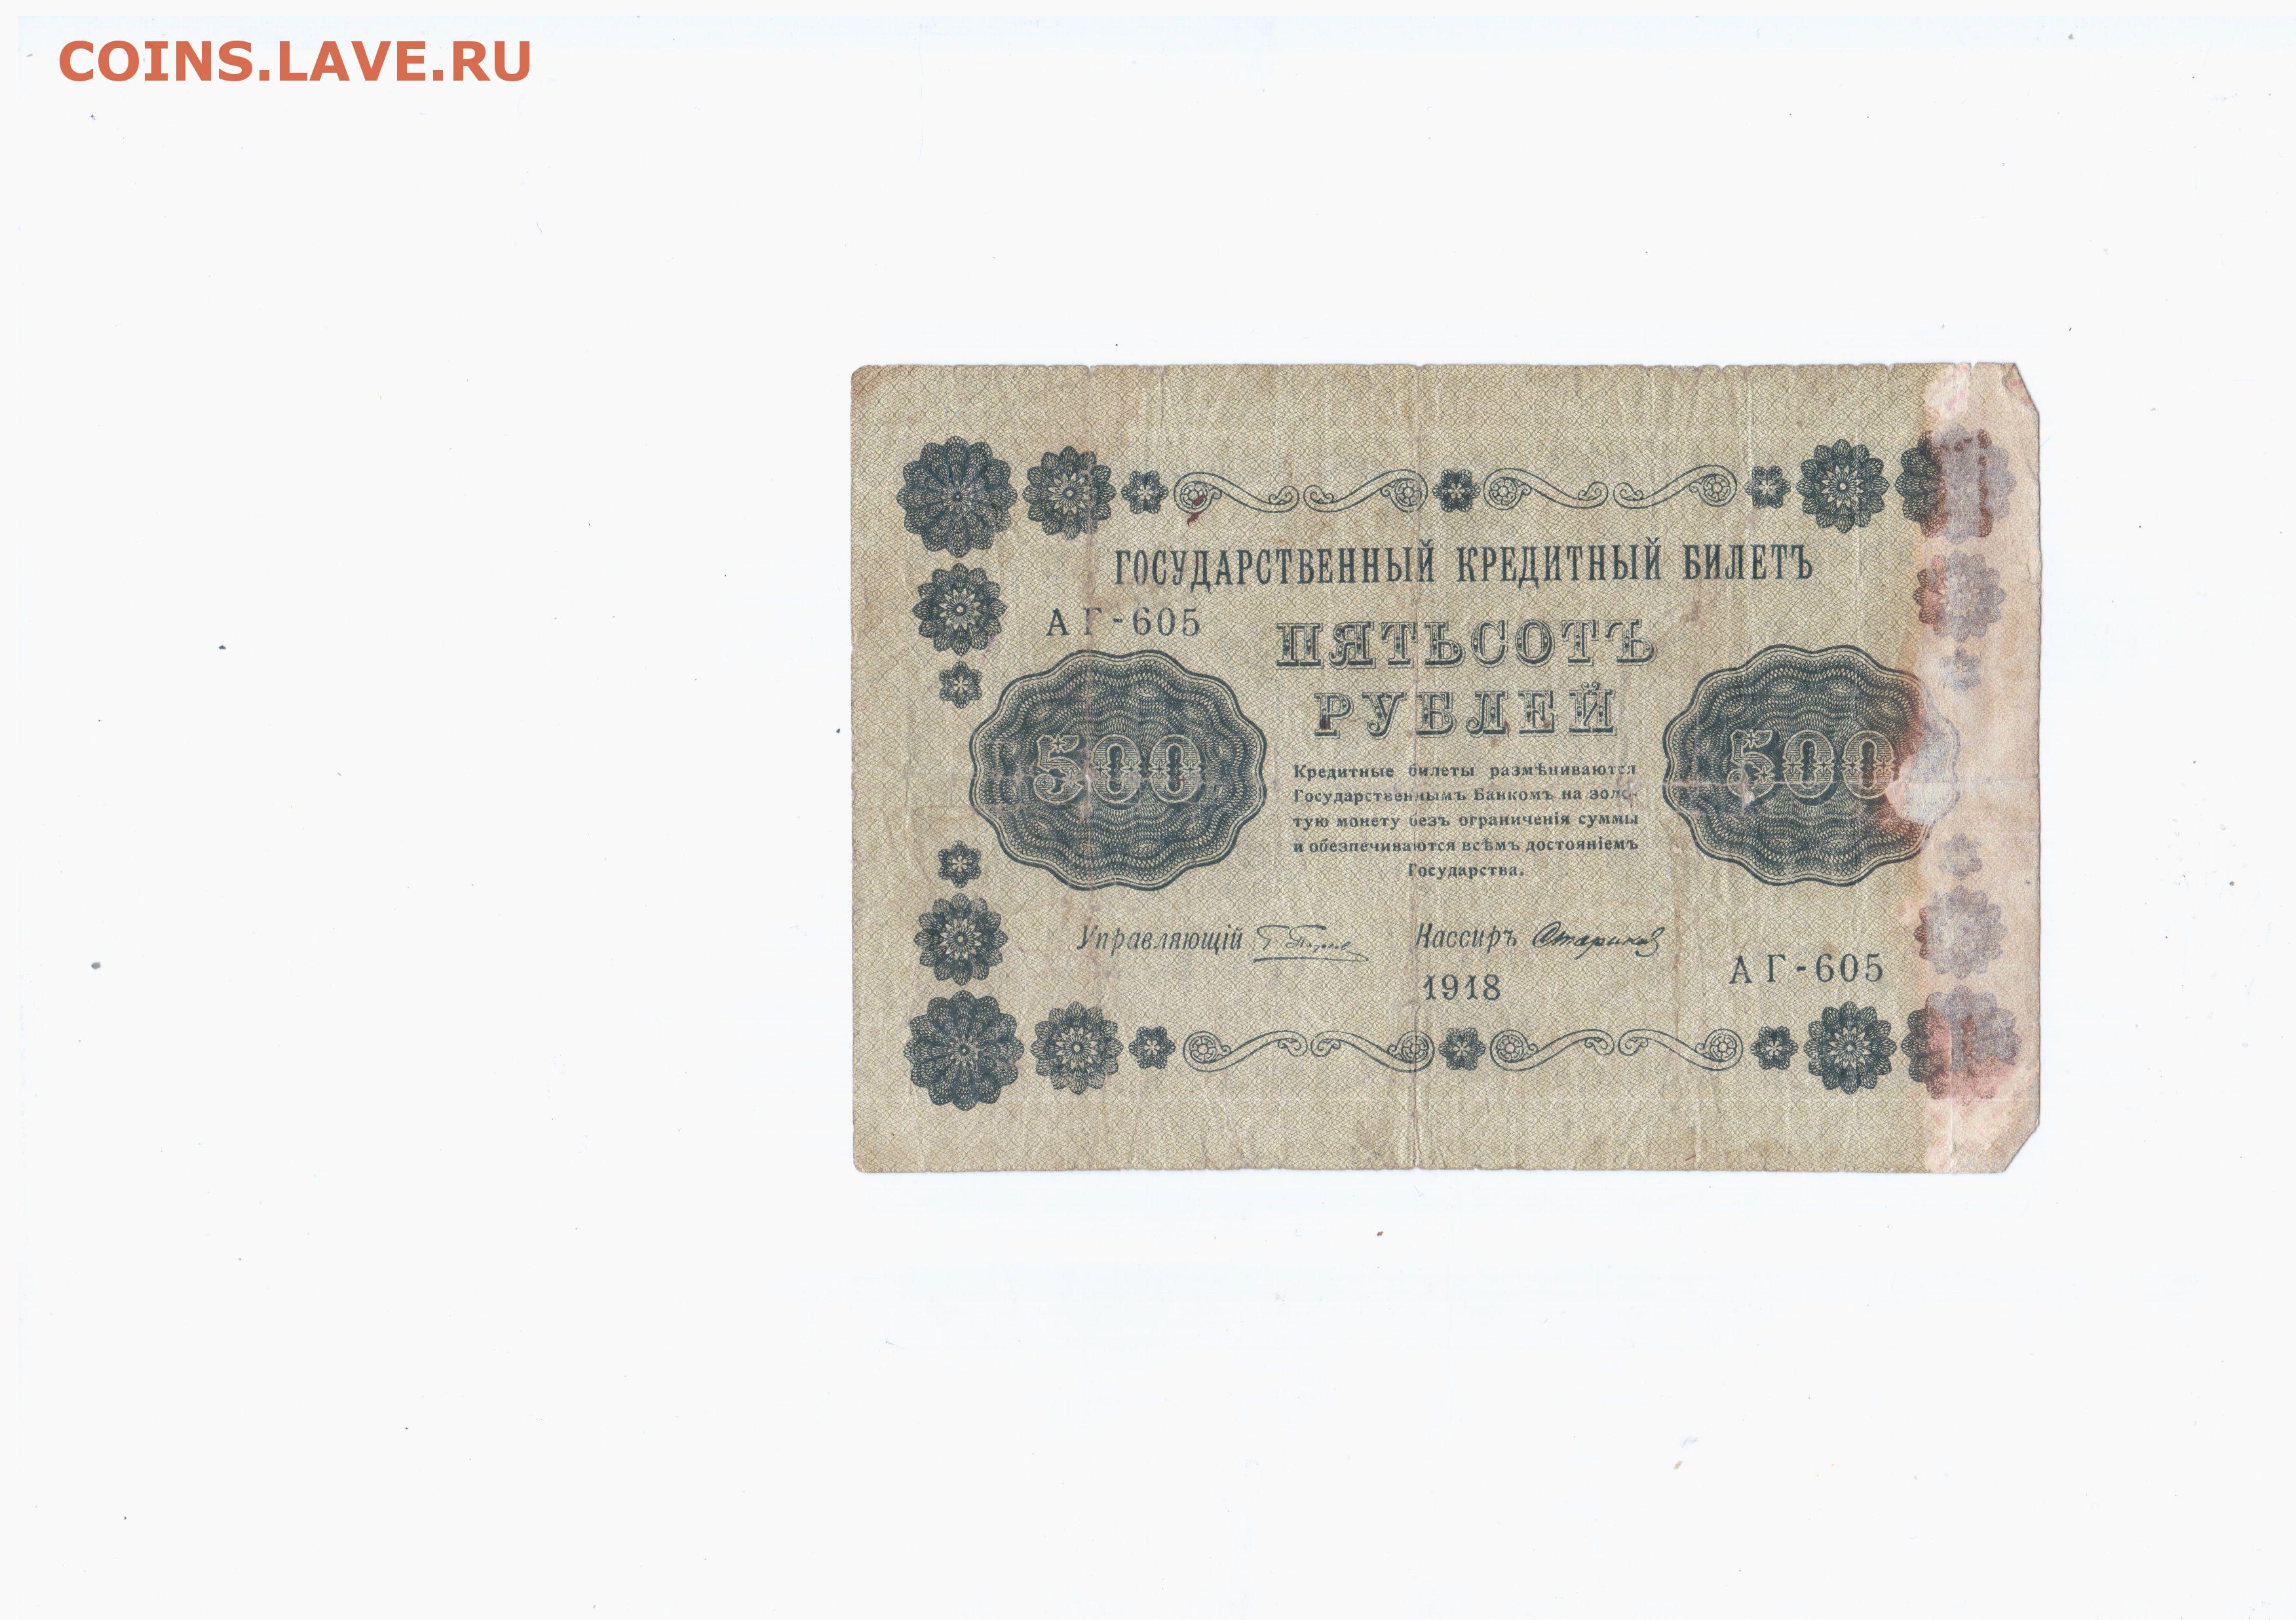 COINS.LAVE.RU
ГОСУДАРСТВЕННЫЙ КРЕДИТНЫЙ БИЛЕТЪ
АГ-605
ПЯТЬСОТЪ
РУБЛЕЙ
500
500
Кредитные билеты размѣниваются
Государственнымъ Банкомъ на золо-
тую монету безъ ограниченія суммы
и обезпечиваются всѣмъ достояніемъ
Государства.
Управляющій Кассиръ Стариков
1918
АГ-605